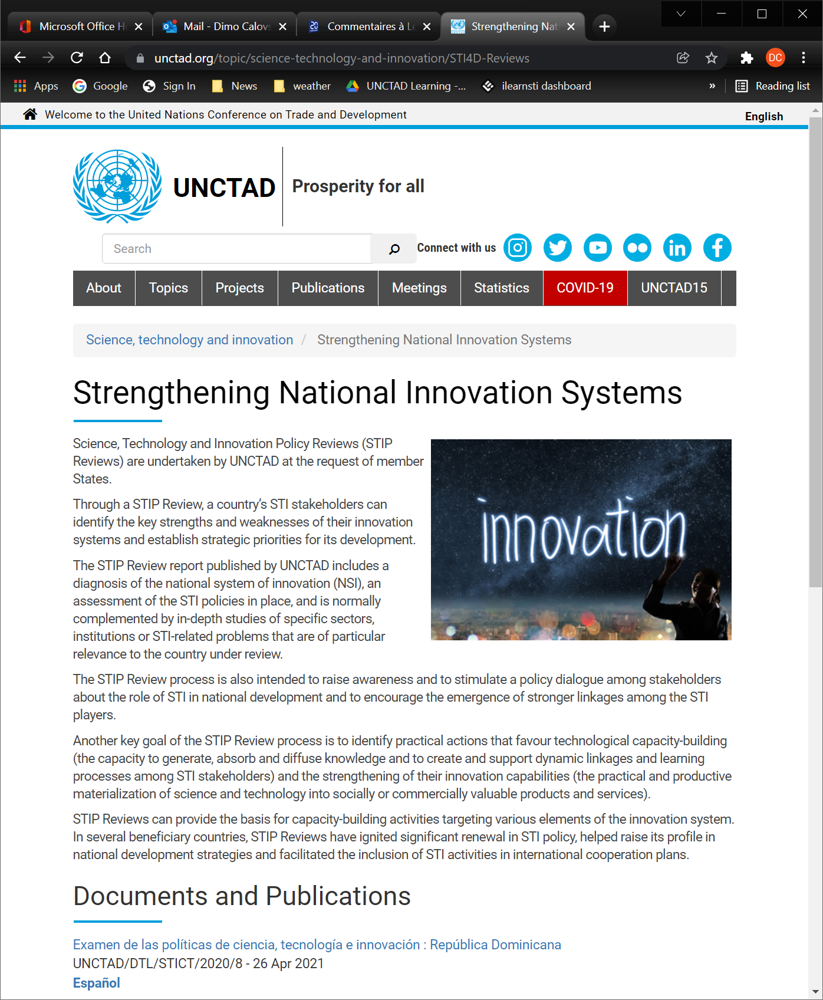 Microsoft Office H
Mail - Dimo Calovs
Commentaires à Le
Strengthening Nat
unctad.org/topic/science-technology-and-innovation/STI4D-Reviews
DC
Apps
Google
Sign In
News
weather
UNCTAD Learning -...
ilearnsti dashboard
»
Reading list
Welcome to the United Nations Conference on Trade and Development
English
UNCTAD
Prosperity for all
Search
Connect with us
About
Topics
Projects
Publications
Meetings
Statistics
COVID-19
UNCTAD15
Science, technology and innovation / Strengthening National Innovation Systems
Strengthening National Innovation Systems
Science, Technology and Innovation Policy Reviews (STIP
Reviews) are undertaken by UNCTAD at the request of member
States.
Through a STIP Review, a country's STI stakeholders can
identify the key strengths and weaknesses of their innovation
systems and establish strategic priorities for its development.
The STIP Review report published by UNCTAD includes a
diagnosis of the national system of innovation (NSI), an
assessment of the STI policies in place, and is normally
complemented by in-depth studies of specific sectors,
institutions or STI-related problems that are of particular
relevance to the country under review.
innovation
The STIP Review process is also intended to raise awareness and to stimulate a policy dialogue among stakeholders
about the role of STI in national development and to encourage the emergence of stronger linkages among the STI
players.
Another key goal of the STIP Review process is to identify practical actions that favour technological capacity-building
(the capacity to generate, absorb and diffuse knowledge and to create and support dynamic linkages and learning
processes among STI stakeholders) and the strengthening of their innovation capabilities (the practical and productive
materialization of science and technology into socially or commercially valuable products and services).
STIP Reviews can provide the basis for capacity-building activities targeting various elements of the innovation system.
In several beneficiary countries, STIP Reviews have ignited significant renewal in STI policy, helped raise its profile in
national development strategies and facilitated the inclusion of STI activities in international cooperation plans.
Documents and Publications
Examen de las políticas de ciencia, tecnología e innovación : República Dominicana
UNCTAD/DTL/STICT/2020/8 - 26 Apr 2021
Español